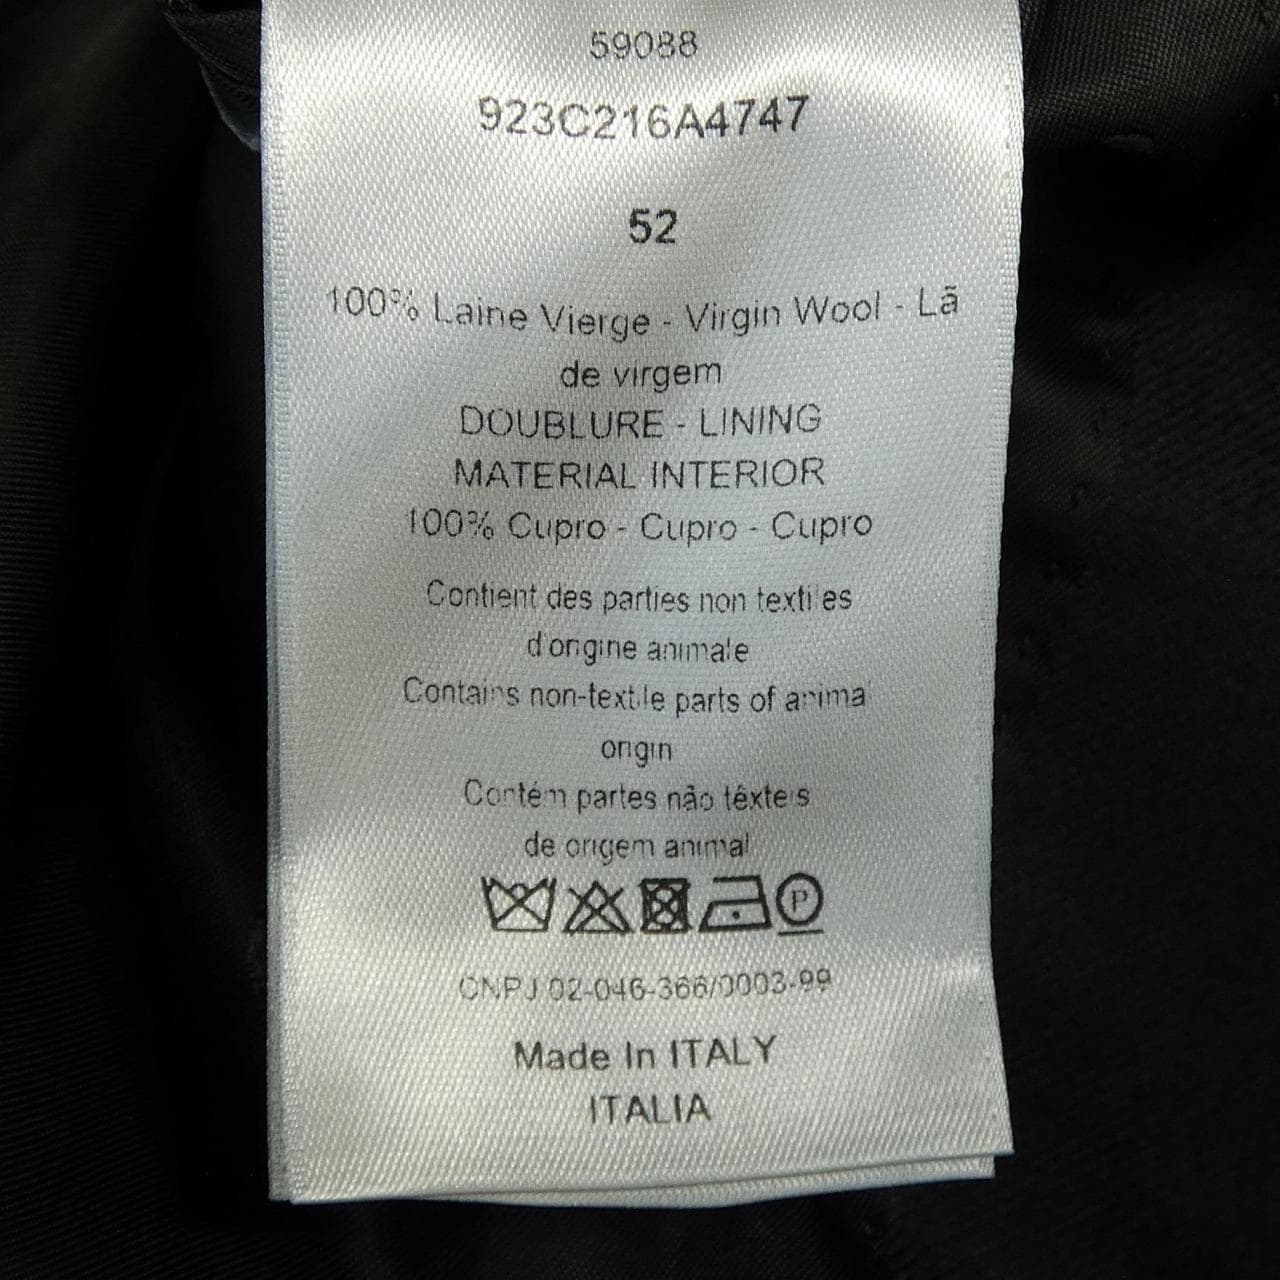 59088
923C216A4747
52
100% Laine Vierge - Virgin Wool - Lã
de virgem
DOUBLURE - LINING
MATERIAL INTERIOR
100% Cupro - Cupro - Cupro
Contient des parties non textiles
d'origine animale
Contains non-textile parts of animal
origin
Contém partes não têxteis
de origem animal
P
CNPJ 02-046-366/0003-99
Made In ITALY
ITALIA